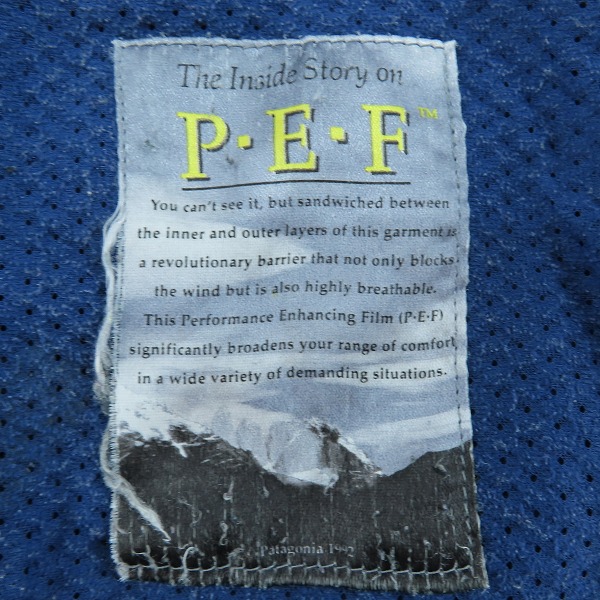 The Inside Story on
P·E·F™
You can't see it, but sandwiched between
the inner and outer layers of this garment is
a revolutionary barrier that not only blocks
the wind but is also highly breathable.
This Performance Enhancing Film (P·E·F)
significantly broadens your range of comfort
in a wide variety of demanding situations.
Patagonia 1992